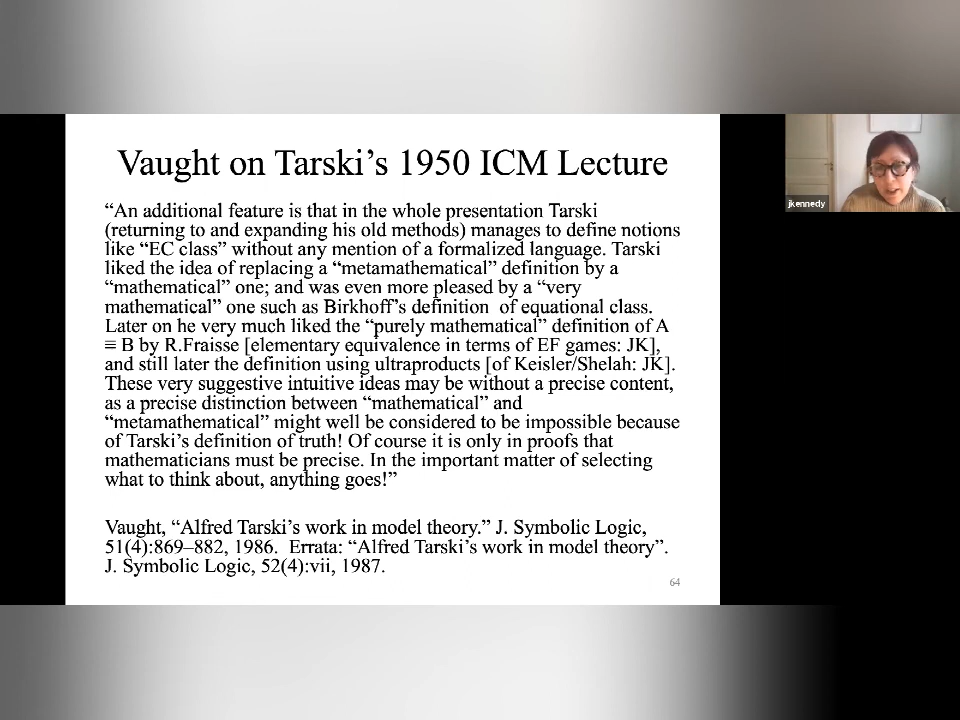 Vaught on Tarski's 1950 ICM Lecture
“An additional feature is that in the whole presentation Tarski
(returning to and expanding his old methods) manages to define notions
like “EC class” without any mention of a formalized language. Tarski
liked the idea of replacing a “metamathematical” definition by a
“mathematical” one; and was even more pleased by a “very
mathematical” one such as Birkhoff's definition of equational class.
Later on he very much liked the “purely mathematical” definition of A
≡ B by R.Fraisse [elementary equivalence in terms of EF games: JK],
and still later the definition using ultraproducts [of Keisler/Shelah: JK].
These very suggestive intuitive ideas may be without a precise content,
as a precise distinction between “mathematical” and
“metamathematical” might well be considered to be impossible because
of Tarski's definition of truth! Of course it is only in proofs that
mathematicians must be precise. In the important matter of selecting
what to think about, anything goes!”
Vaught, “Alfred Tarski's work in model theory.” J. Symbolic Logic,
51(4):869–882, 1986. Errata: “Alfred Tarski's work in model theory”.
J. Symbolic Logic, 52(4):vii, 1987.
64
jkennedy